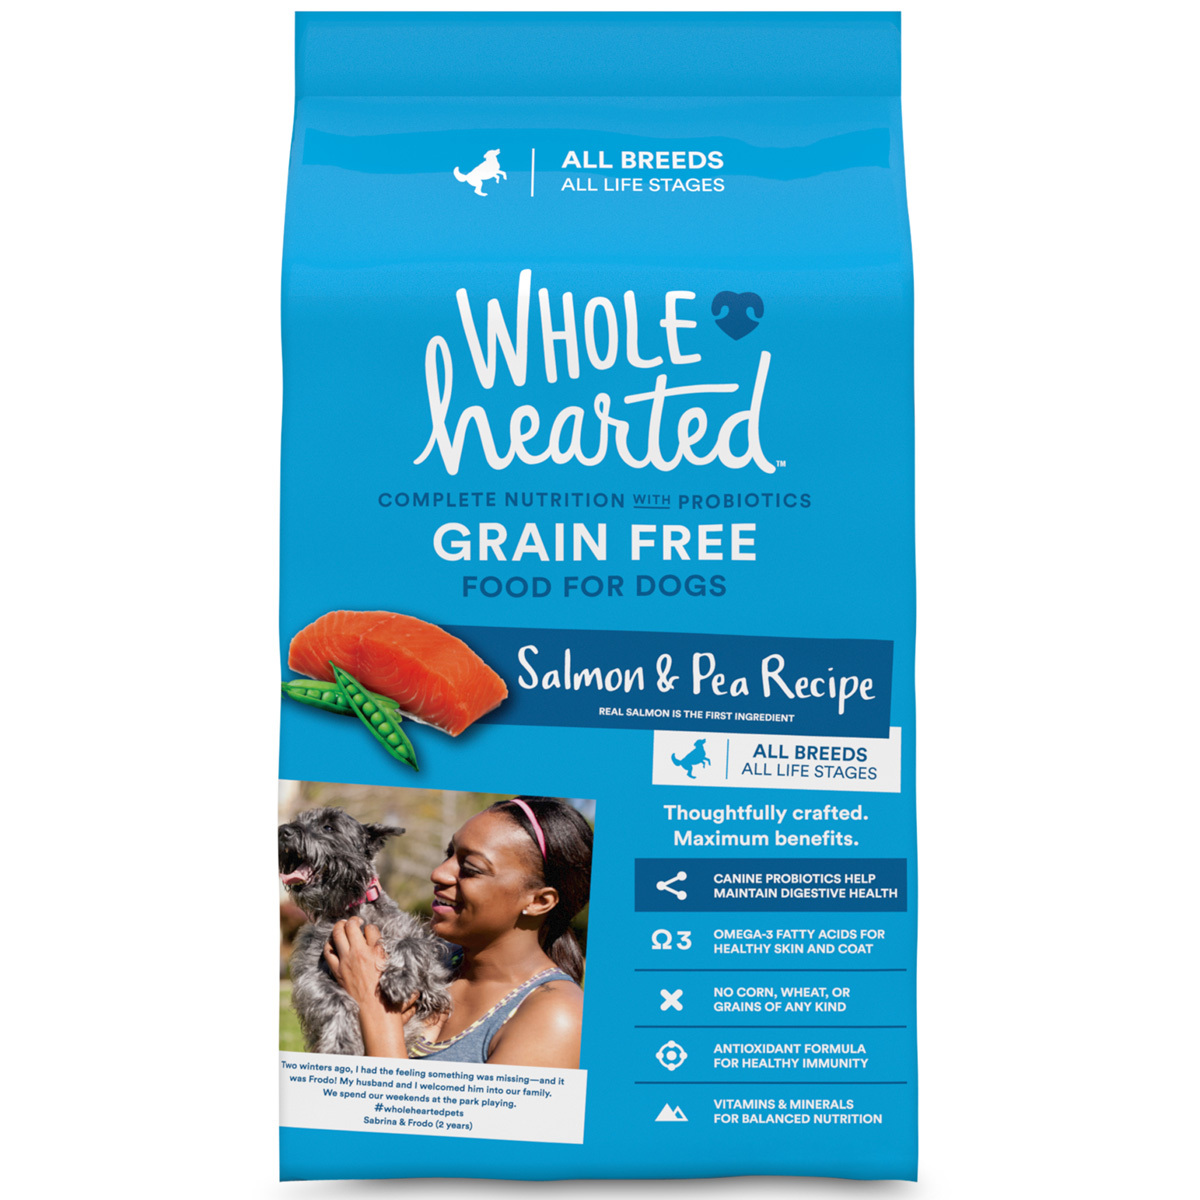 ALL BREEDS
ALL LIFE STAGES
WHOLE
hearted™
COMPLETE NUTRITION WITH PROBIOTICS
GRAIN FREE
FOOD FOR DOGS
Salmon & Pea Recipe
REAL SALMON IS THE FIRST INGREDIENT
ALL BREEDS
ALL LIFE STAGES
Thoughtfully crafted.
Maximum benefits.
CANINE PROBIOTICS HELP
MAINTAIN DIGESTIVE HEALTH
Ω3 OMEGA-3 FATTY ACIDS FOR
HEALTHY SKIN AND COAT
NO CORN, WHEAT, OR
GRAINS OF ANY KIND
ANTIOXIDANT FORMULA
FOR HEALTHY IMMUNITY
VITAMINS & MINERALS
FOR BALANCED NUTRITION
Two winters ago, I had the feeling something was missing—and it
was Frodo! My husband and I welcomed him into our family.
We spend our weekends at the park playing.
#wholeheartedpets
Sabrina & Frodo (2 years)